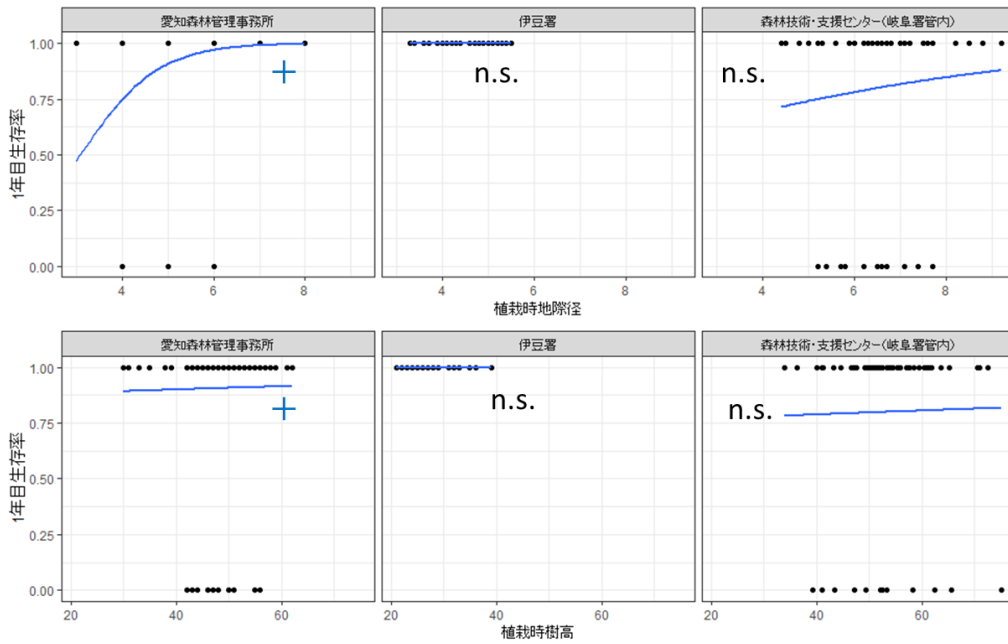 愛知森林管理事務所
伊豆署
森林技術・支援センター(岐阜署管内)
1年目生存率
1.00
0.75
0.50
0.25
0.00
+
n.s.
n.s.
4
6
8
4
6
8
4
6
8
植栽時地際径
愛知森林管理事務所
伊豆署
森林技術・支援センター(岐阜署管内)
1年目生存率
1.00
0.75
0.50
0.25
0.00
+
n.s.
n.s.
20
40
60
20
40
60
20
40
60
植栽時樹高